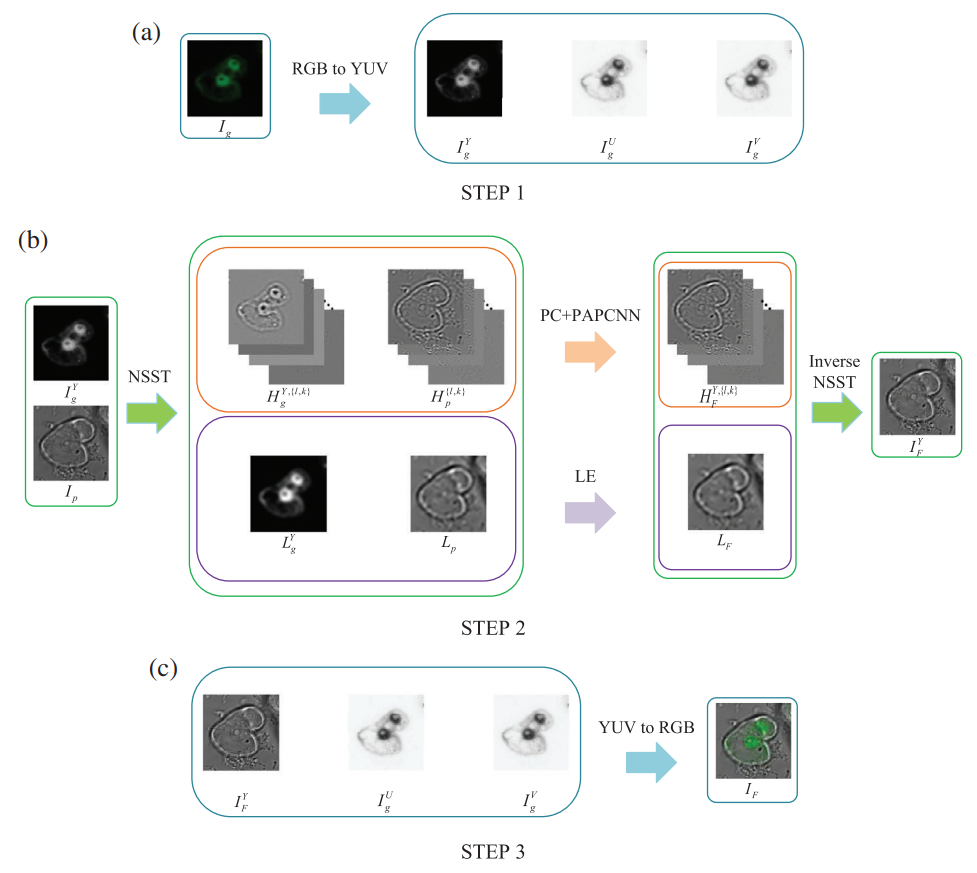 (a)
RGB to YUV
I_g
I_g^Y
I_g^U
I_g^V
STEP 1
(b)
I_g^Y
I_p
NSST
H_g^{Y,{l,k}}
H_p^{{l,k}}
L_g^Y
L_p
PC+PAPCNN
LE
H_F^{Y,{l,k}}
L_F
Inverse
NSST
I_F^Y
STEP 2
(c)
I_F^Y
I_g^U
I_g^V
YUV to RGB
I_F
STEP 3